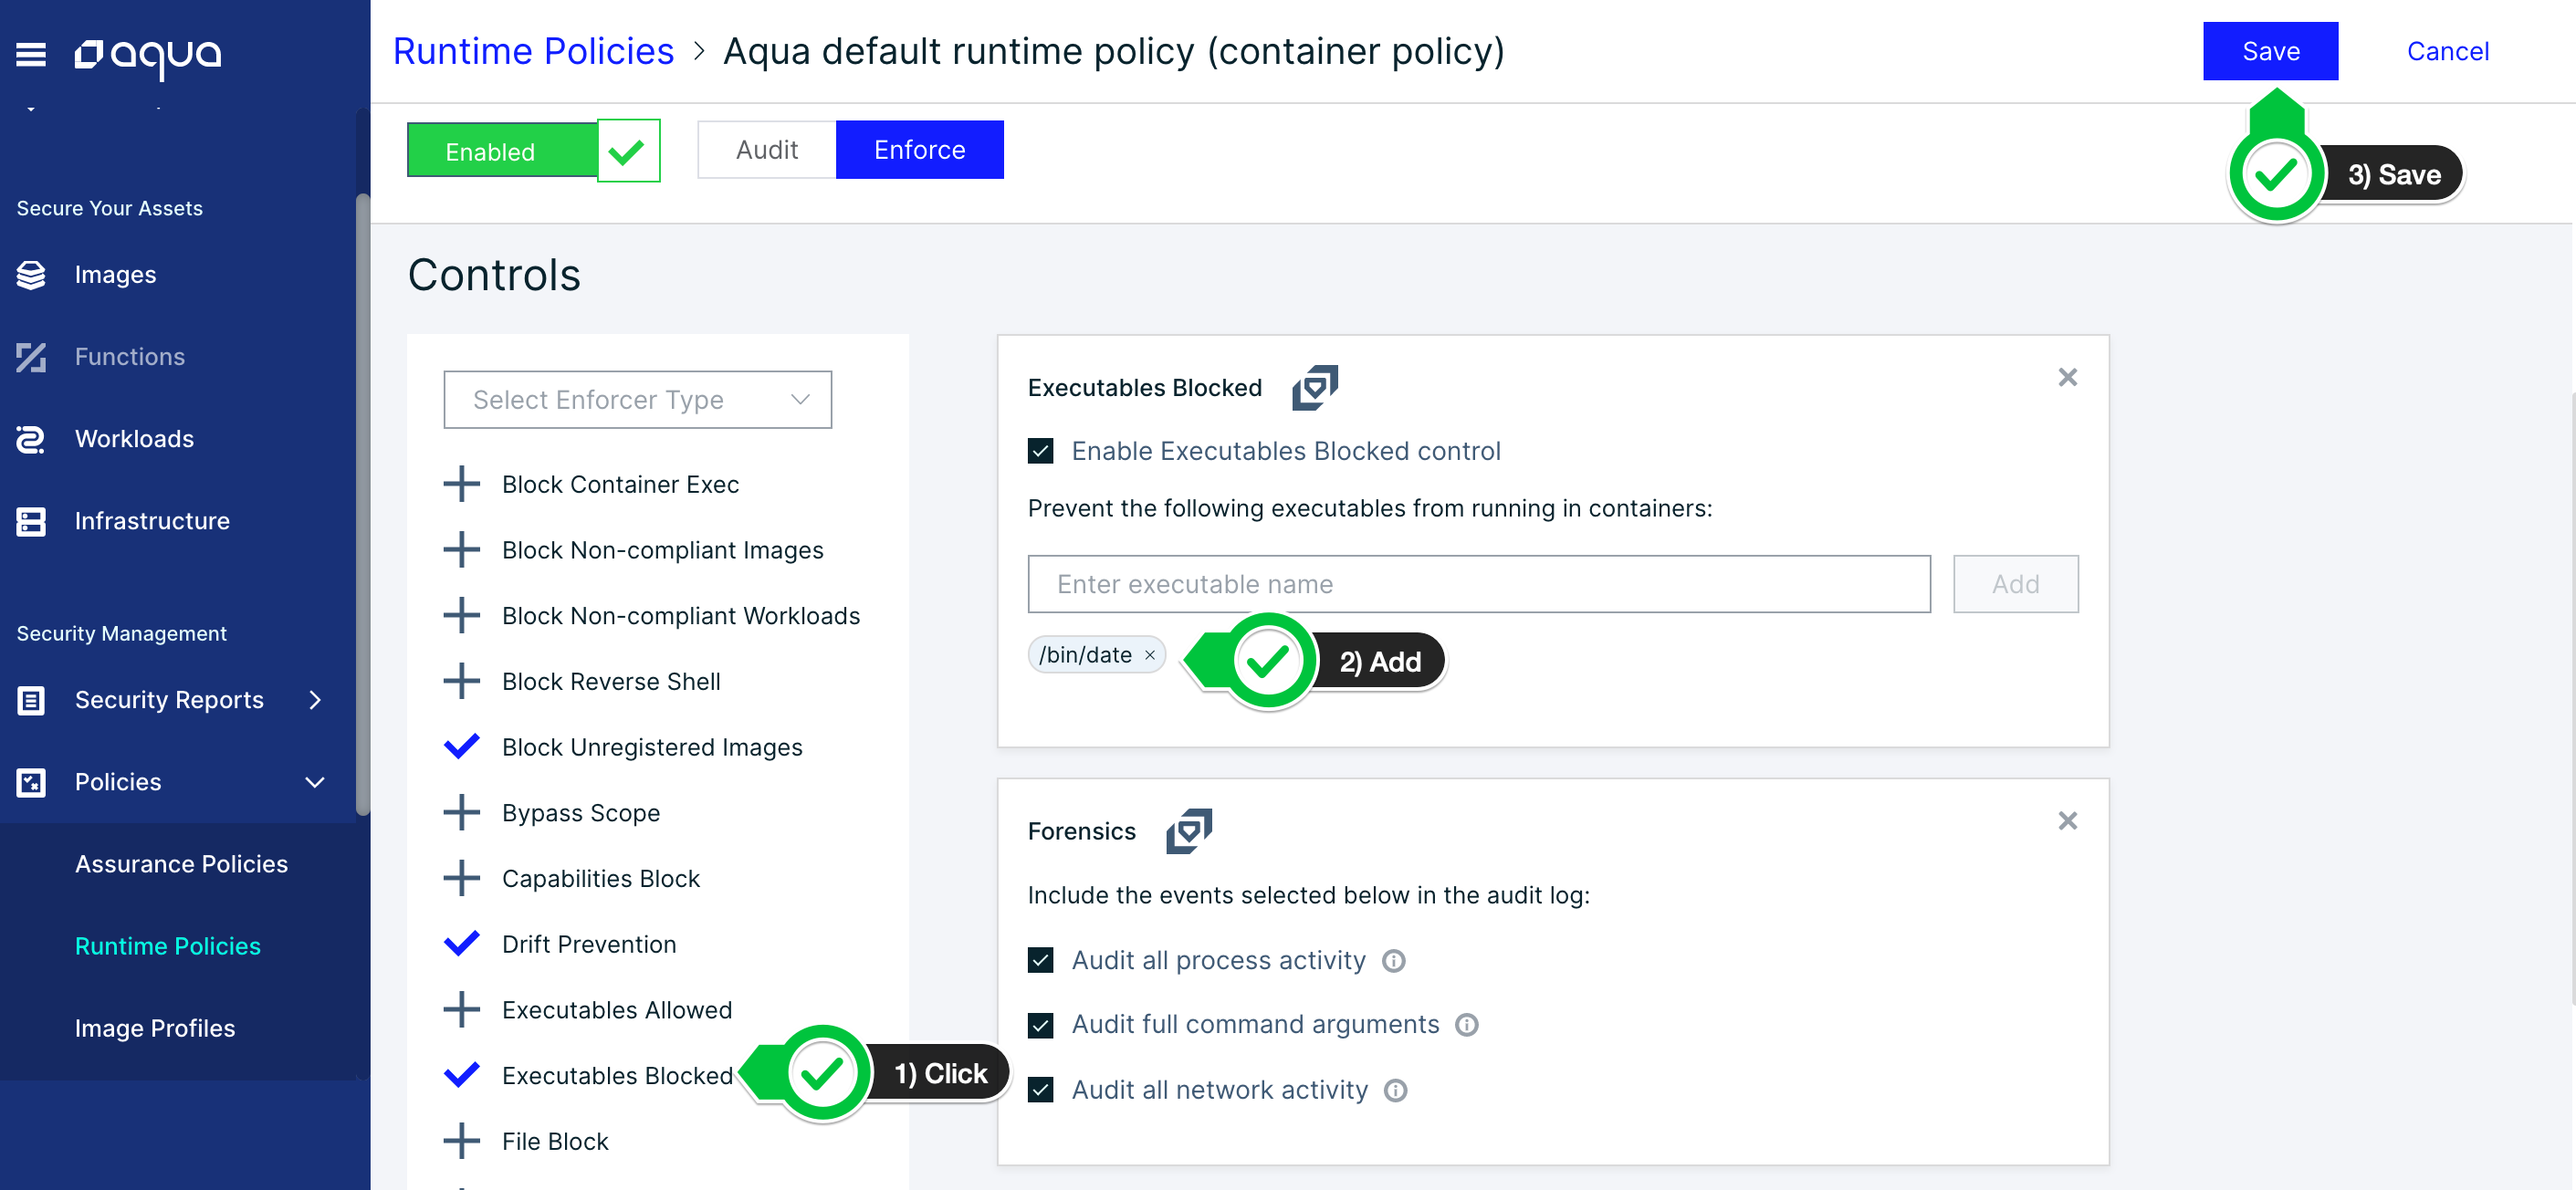 aqua
Runtime Policies > Aqua default runtime policy (container policy)
Save
Cancel
Enabled
Audit
Enforce
3) Save
Secure Your Assets
Images
Functions
Workloads
Infrastructure
Security Management
Security Reports
Policies
Assurance Policies
Runtime Policies
Image Profiles
Controls
Select Enforcer Type
Block Container Exec
Block Non-compliant Images
Block Non-compliant Workloads
Block Reverse Shell
Block Unregistered Images
Bypass Scope
Capabilities Block
Drift Prevention
Executables Allowed
Executables Blocked
1) Click
File Block
Executables Blocked
Enable Executables Blocked control
Prevent the following executables from running in containers:
Enter executable name
Add
/bin/date ×
2) Add
Forensics
Include the events selected below in the audit log:
Audit all process activity
Audit full command arguments
Audit all network activity